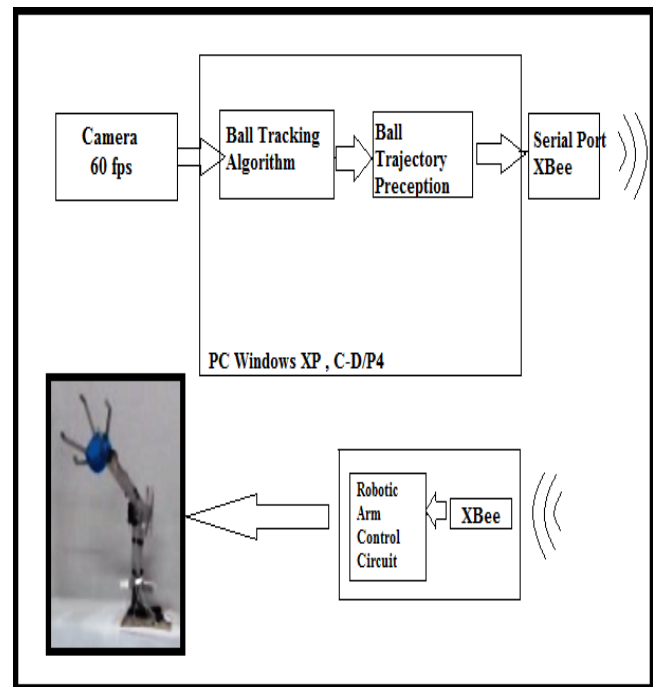 Camera
60 fps
Ball Tracking
Algorithm
Ball
Trajectory
Preception
Serial Port
XBee
PC Windows XP , C-D/P4
Robotic
Arm
Control
Circuit
XBee